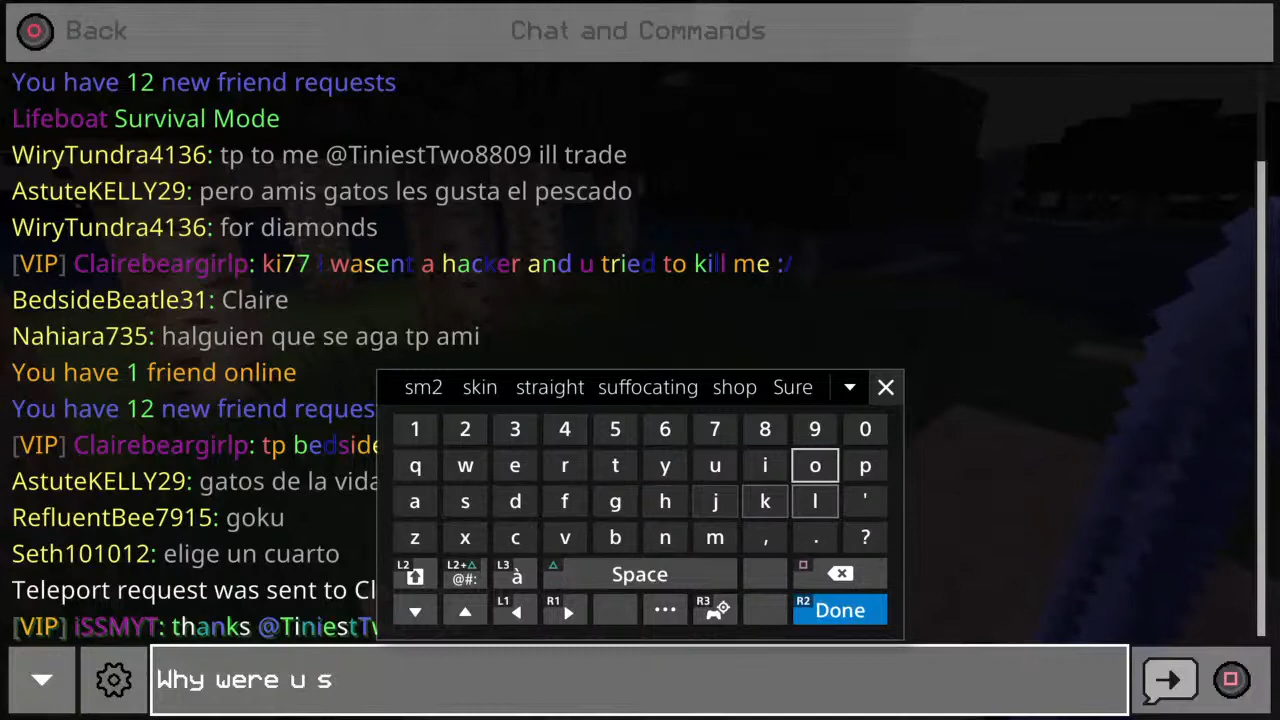 Back
Chat and Commands
You have 12 new friend requests
Lifeboat Survival Mode
WiryTundra4136: tp to me @TiniestTwo8809 ill trade
AstuteKELLY29: pero amis gatos les gusta el pescado
WiryTundra4136: for diamonds
[VIP] Clairebeargirlp: ki77 I wasent a hacker and u tried to kill me :/
BedsideBeatle31: Claire
Nahiara735: halguien que se aga tp ami
You have 1 friend online
You have 12 new friend reques
[VIP] Clairebeargirlp: tp bedside
AstuteKELLY29: gatos de la vida
RefluentBee7915: goku
Seth101012: elige un cuarto
Teleport request was sent to Cl
[VIP] iSSMYT: thanks @TiniestTw
sm2 skin straight suffocating shop Sure
1 2 3 4 5 6 7 8 9 0
q w e r t y u i o p
a s d f g h j k l '
z x c v b n m , . ?
L2 L2+△ @#: L3 à △ Space
L1 R1 ... R3 R2 Done
Why were u s